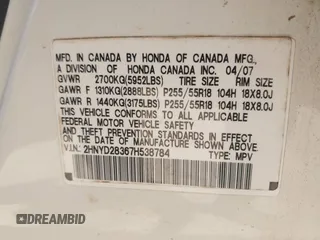 MFD. IN CANADA BY HONDA OF CANADA MFG.,
A DIVISION OF HONDA CANADA INC. 04/07
GVWR 2700KG(5952LBS) TIRE SIZE RIM SIZE
GAWR F 1310KG(2888LBS) P255/55R18 104H 18X8.0J
GAWR R 1440KG(3175LBS) P255/55R18 104H 18X8.0J
THIS VEHICLE CONFORMS TO ALL APPLICABLE
FEDERAL MOTOR VEHICLE SAFETY AND
THEFT PREVENTION STANDARDS IN EFFECT ON
THE DATE OF MANUFACTURE SHOWN ABOVE.
V.I.N.: 2HNYD28367H538784
TYPE: MPV
DREAMBID